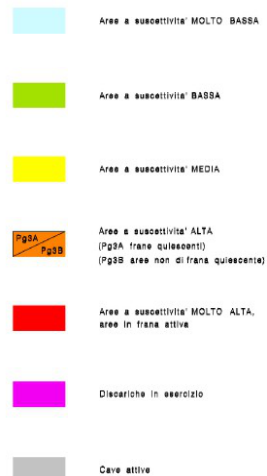 Aree a suscettivita' MOLTO BASSA
Aree a suscettivita' BASSA
Aree a suscettivita' MEDIA
Pg3A
Pg3B
Aree a suscettivita' ALTA
(Pg3A frane quiescenti)
(Pg3B aree non di frana quiescente)
Aree a suscettivita' MOLTO ALTA,
aree in frana attiva
Discariche in esercizio
Cave attive